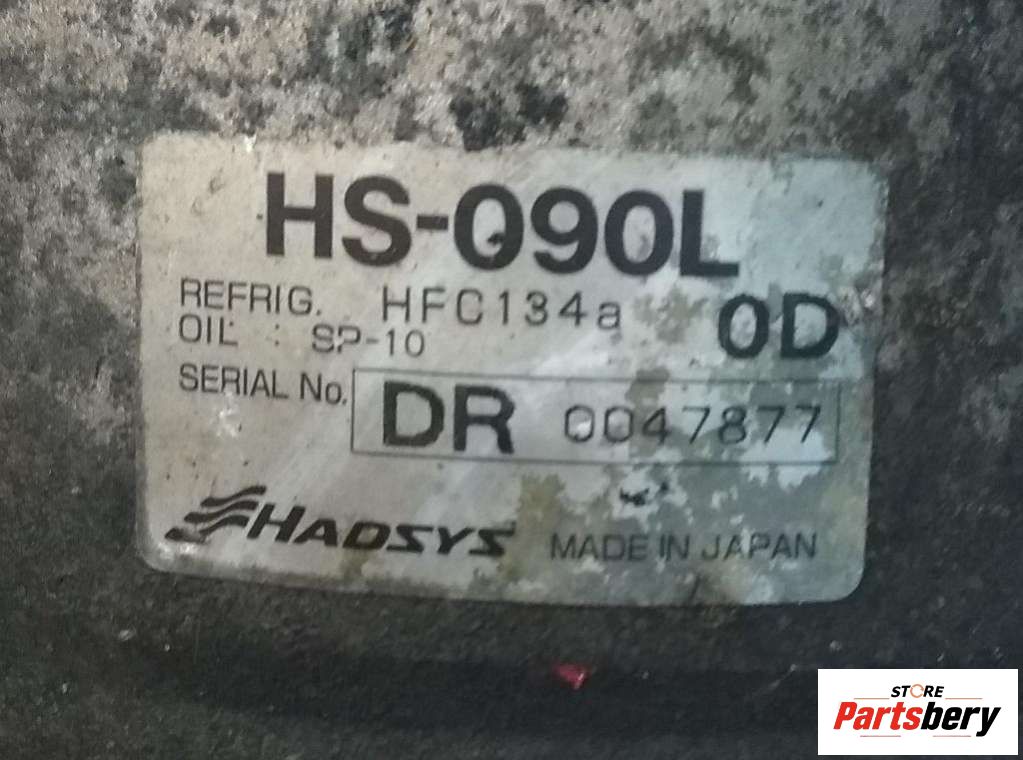 HS-090L
REFRIG. HFC134a 0D
OIL : SP-10
SERIAL No. DR 0047877
HADSYS MADE IN JAPAN
STORE
Partsbery